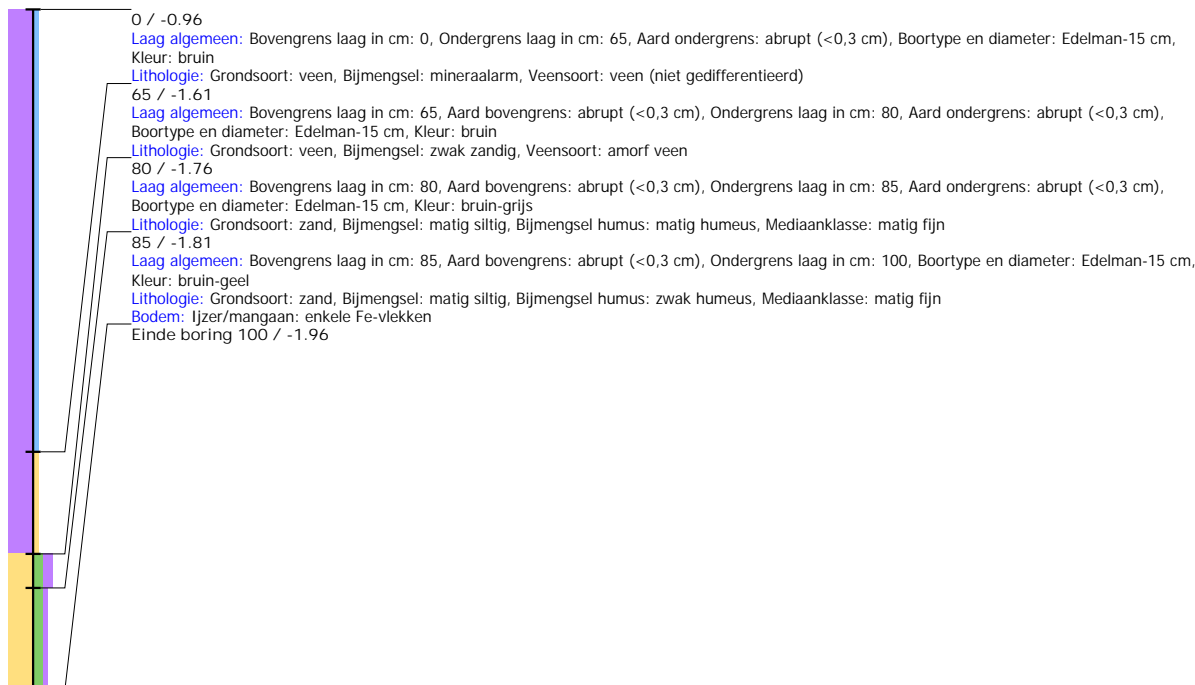 0 / -0.96
Laag algemeen: Bovengrens laag in cm: 0, Ondergrens laag in cm: 65, Aard ondergrens: abrupt (<0,3 cm), Boortype en diameter: Edelman-15 cm,
Kleur: bruin
Lithologie: Grondsoort: veen, Bijmengsel: mineraalarm, Veensoort: veen (niet gedifferentieerd)
65 / -1.61
Laag algemeen: Bovengrens laag in cm: 65, Aard bovengrens: abrupt (<0,3 cm), Ondergrens laag in cm: 80, Aard ondergrens: abrupt (<0,3 cm),
Boortype en diameter: Edelman-15 cm, Kleur: bruin
Lithologie: Grondsoort: veen, Bijmengsel: zwak zandig, Veensoort: amorf veen
80 / -1.76
Laag algemeen: Bovengrens laag in cm: 80, Aard bovengrens: abrupt (<0,3 cm), Ondergrens laag in cm: 85, Aard ondergrens: abrupt (<0,3 cm),
Boortype en diameter: Edelman-15 cm, Kleur: bruin-grijs
Lithologie: Grondsoort: zand, Bijmengsel: matig siltig, Bijmengsel humus: matig humeus, Mediaanklasse: matig fijn
85 / -1.81
Laag algemeen: Bovengrens laag in cm: 85, Aard bovengrens: abrupt (<0,3 cm), Ondergrens laag in cm: 100, Boortype en diameter: Edelman-15 cm,
Kleur: bruin-geel
Lithologie: Grondsoort: zand, Bijmengsel: matig siltig, Bijmengsel humus: zwak humeus, Mediaanklasse: matig fijn
Bodem: Ijzer/mangaan: enkele Fe-vlekken
Einde boring 100 / -1.96